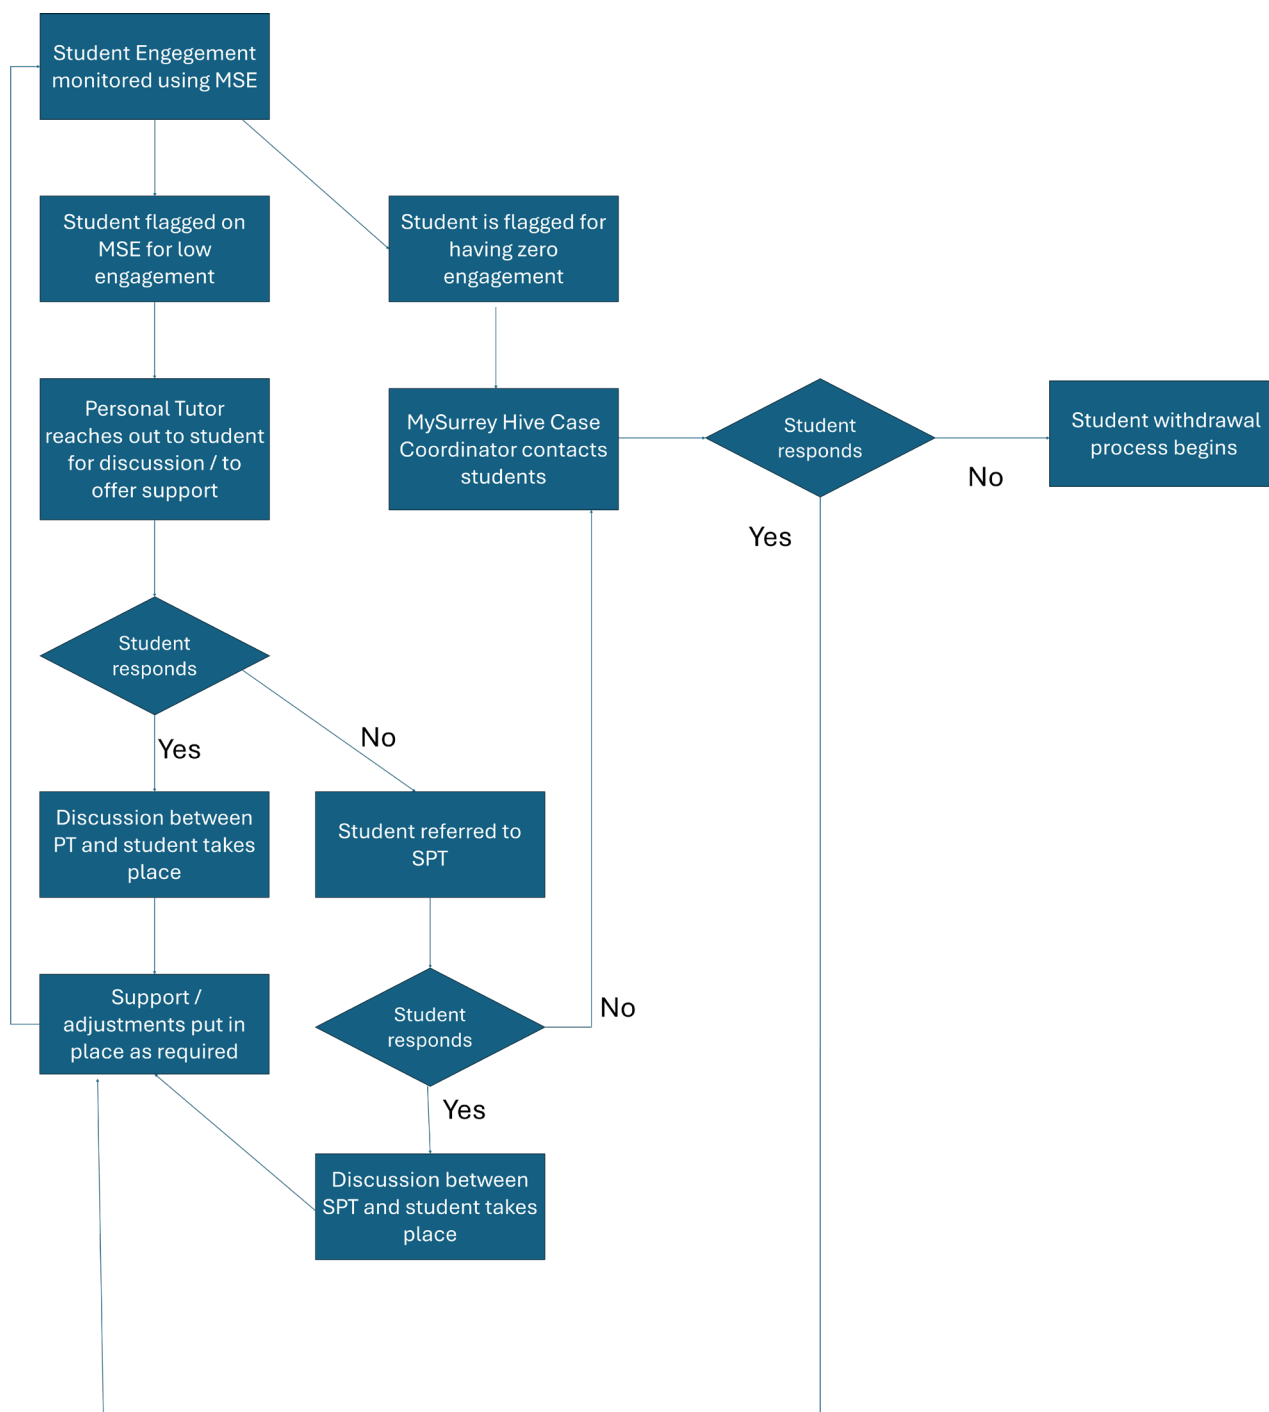 Student Engegement
monitored using MSE
Student flagged on
MSE for low
engagement
Student is flagged for
having zero
engagement
Personal Tutor
reaches out to student
for discussion / to
offer support
MySurrey Hive Case
Coordinator contacts
students
Student
responds
Student withdrawal
process begins
No
Yes
Student
responds
Yes
No
Discussion between
PT and student takes
place
Student referred to
SPT
Support /
adjustments put in
place as required
Student
responds
No
Yes
Discussion between
SPT and student takes
place